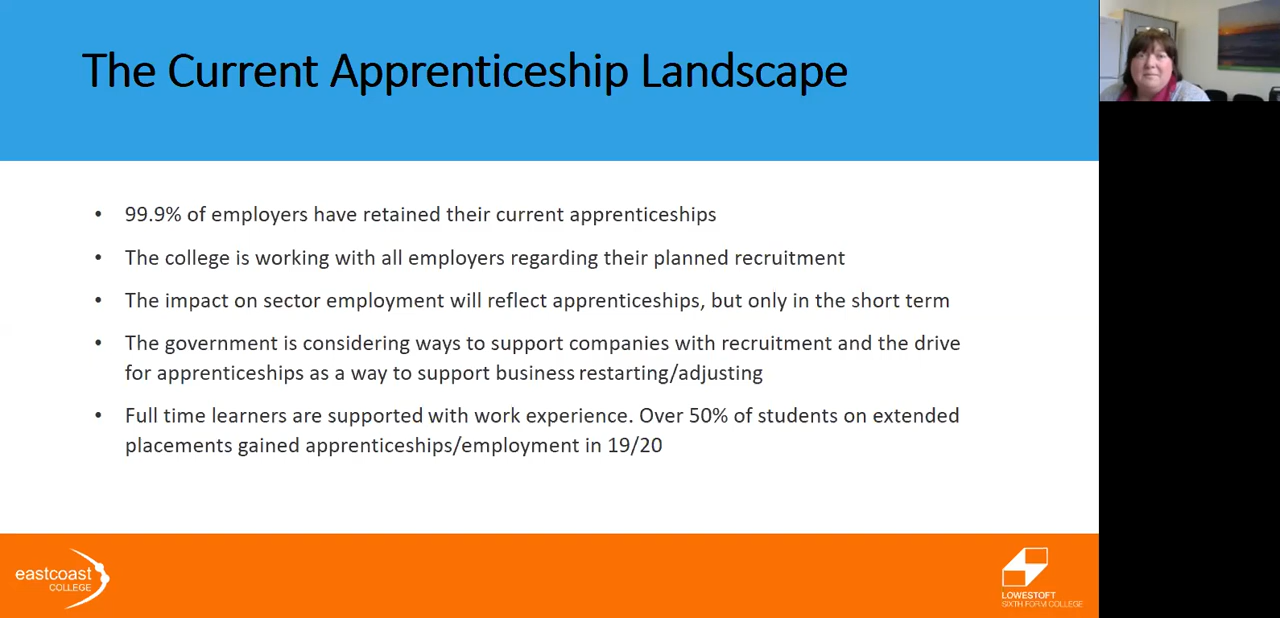 The Current Apprenticeship Landscape
• 99.9% of employers have retained their current apprenticeships
• The college is working with all employers regarding their planned recruitment
• The impact on sector employment will reflect apprenticeships, but only in the short term
• The government is considering ways to support companies with recruitment and the drive
for apprenticeships as a way to support business restarting/adjusting
• Full time learners are supported with work experience. Over 50% of students on extended
placements gained apprenticeships/employment in 19/20
eastcoast
COLLEGE
LOWESTOFT
SIXTH FORM COLLEGE